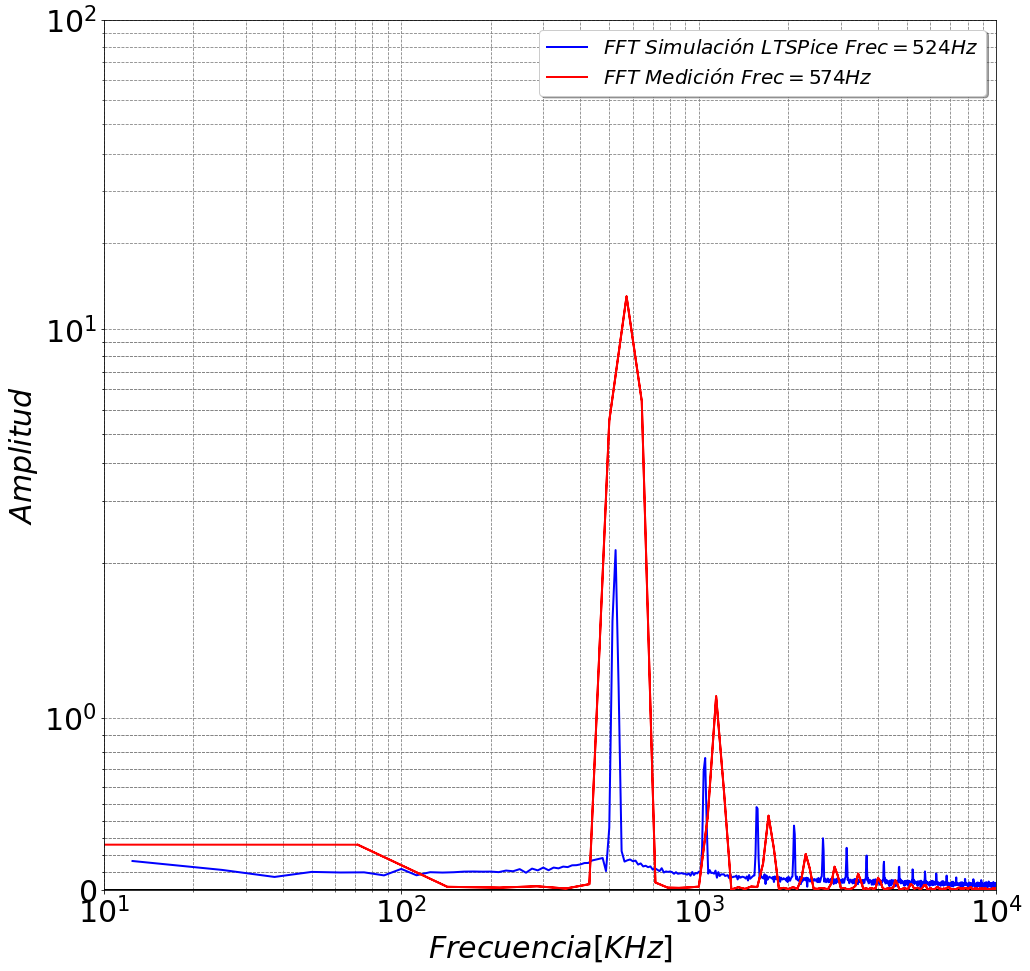 10²
FFT Simulación LTSPice Frec = 524Hz
FFT Medición Frec = 574Hz
10¹
Amplitud
10⁰
0
10¹ 10² 10³ 10⁴
Frecuencia[KHz]